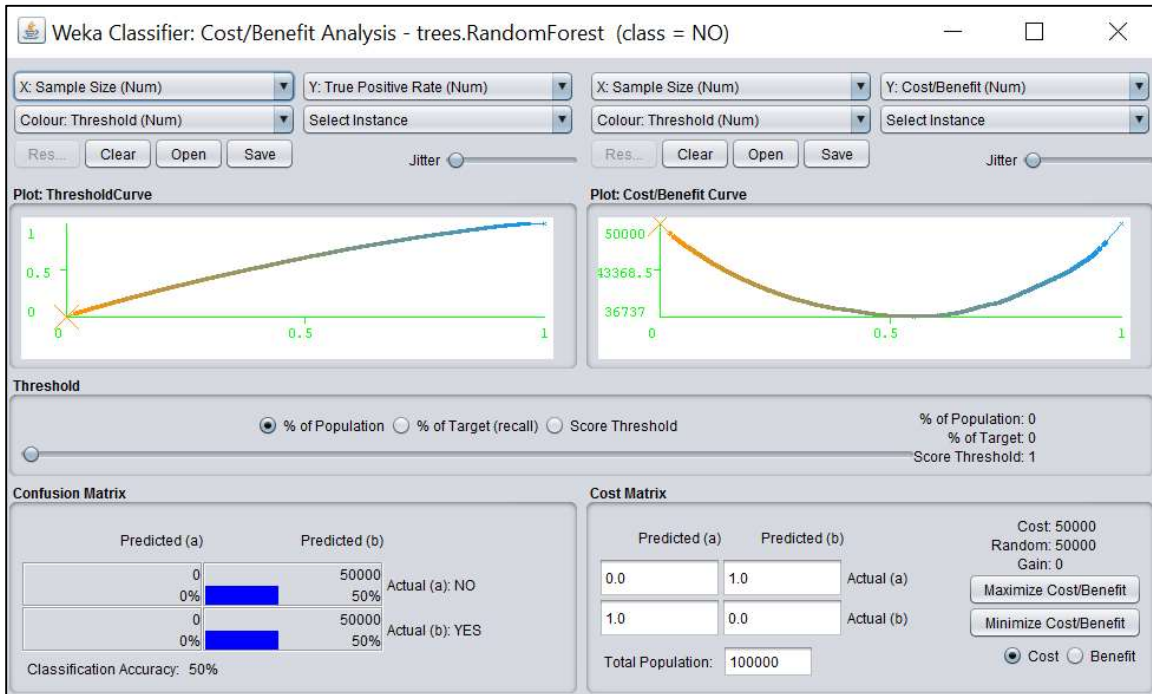 Weka Classifier: Cost/Benefit Analysis - trees.RandomForest (class = NO)
X: Sample Size (Num) Y: True Positive Rate (Num)
Colour: Threshold (Num) Select Instance
Res... Clear Open Save Jitter
Plot: ThresholdCurve
1
0.5
0
0 0.5 1
X: Sample Size (Num) Y: Cost/Benefit (Num)
Colour: Threshold (Num) Select Instance
Res... Clear Open Save Jitter
Plot: Cost/Benefit Curve
50000
43368.5
36737
0 0.5 1
Threshold
% of Population % of Target (recall) Score Threshold
% of Population: 0
% of Target: 0
Score Threshold: 1
Confusion Matrix
Predicted (a) Predicted (b)
0 50000
0% 50% Actual (a): NO
0 50000
0% 50% Actual (b): YES
Classification Accuracy: 50%
Cost Matrix
Predicted (a) Predicted (b)
0.0 1.0 Actual (a)
1.0 0.0 Actual (b)
Total Population: 100000
Cost: 50000
Random: 50000
Gain: 0
Maximize Cost/Benefit
Minimize Cost/Benefit
Cost Benefit